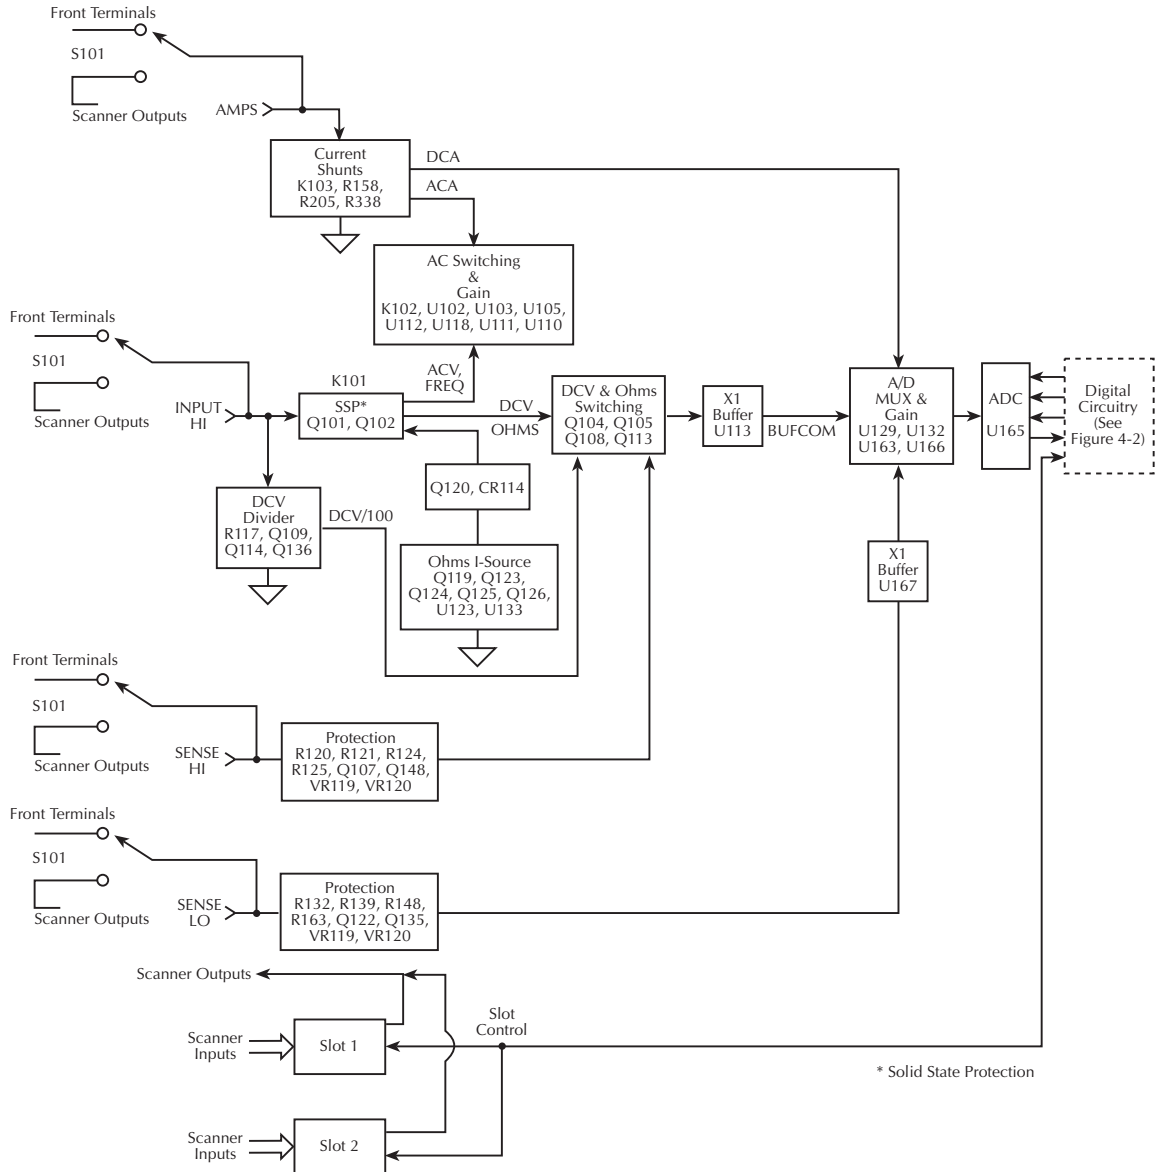 Front Terminals
S101
Scanner Outputs
AMPS
Current
Shunts
K103, R158,
R205, R338
DCA
ACA
AC Switching
&
Gain
K102, U102, U103, U105,
U112, U118, U111, U110
Front Terminals
S101
Scanner Outputs
INPUT
HI
K101
SSP*
Q101, Q102
ACV,
FREQ
DCV
OHMS
DCV & Ohms
Switching
Q104, Q105
Q108, Q113
X1
Buffer
U113
BUFCOM
A/D
MUX &
Gain
U129, U132
U163, U166
ADC
U165
Digital
Circuitry
(See
Figure 4-2)
Q120, CR114
DCV
Divider
R117, Q109,
Q114, Q136
DCV/100
Ohms I-Source
Q119, Q123,
Q124, Q125, Q126,
U123, U133
X1
Buffer
U167
Front Terminals
S101
Scanner Outputs
SENSE
HI
Protection
R120, R121, R124,
R125, Q107, Q148,
VR119, VR120
Front Terminals
S101
Scanner Outputs
SENSE
LO
Protection
R132, R139, R148,
R163, Q122, Q135,
VR119, VR120
Scanner Outputs
Scanner
Inputs
Slot 1
Slot
Control
* Solid State Protection
Scanner
Inputs
Slot 2